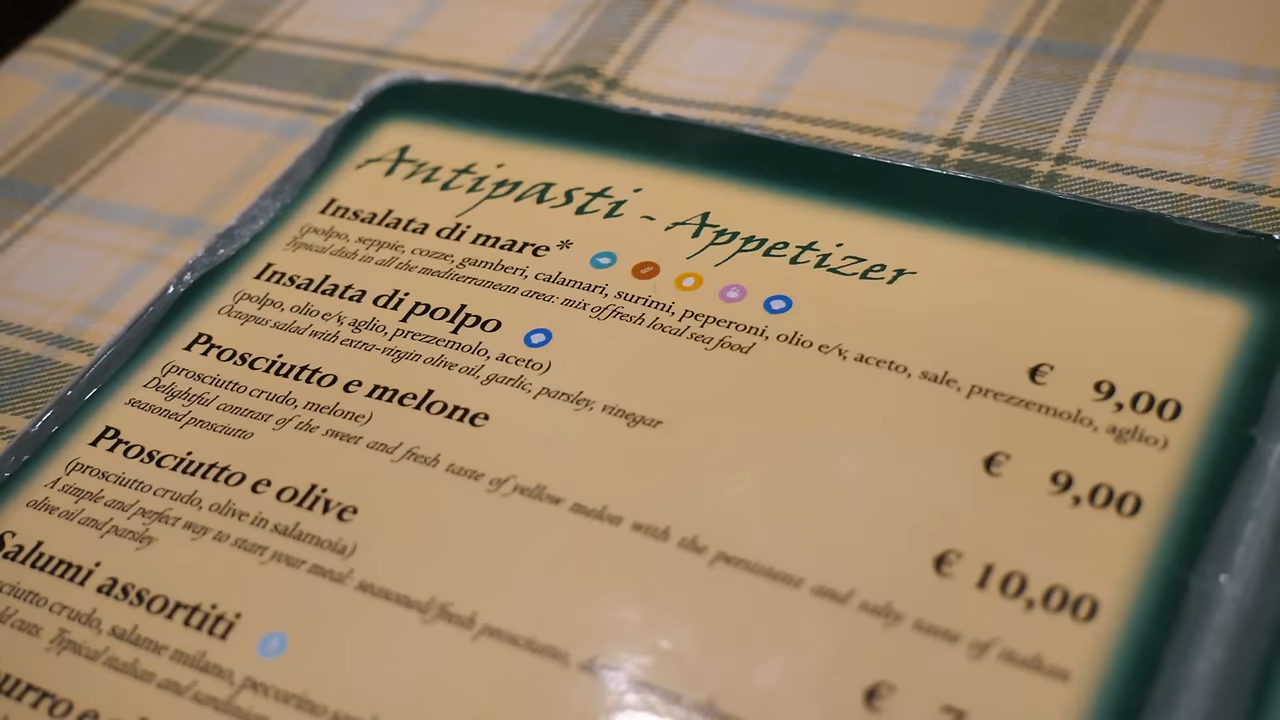 Antipasti - Appetizer
Insalata di mare* € 9,00
(polpo, seppie, cozze, gamberi, calamari, surimi, peperoni, olio e/v, aceto, sale, prezzemolo, aglio)
Typical dish in all the mediterranean area: mix of fresh local sea food
Insalata di polpo € 9,00
(polpo, olio e/v, aglio, prezzemolo, aceto)
Octopus salad with extra-virgin olive oil, garlic, parsley, vinegar
Prosciutto e melone € 10,00
(prosciutto crudo, melone)
Delightful contrast of the sweet and fresh taste of yellow melon with the persistent and salty taste of italian
seasoned prosciutto
Prosciutto e olive €
(prosciutto crudo, olive in salamoia)
A simple and perfect way to start your meal: seasoned/fresh prosciutto,
olive oil and parsley
Salumi assortiti
crudo, salame milano, pecorino
cuts. Typical italian and